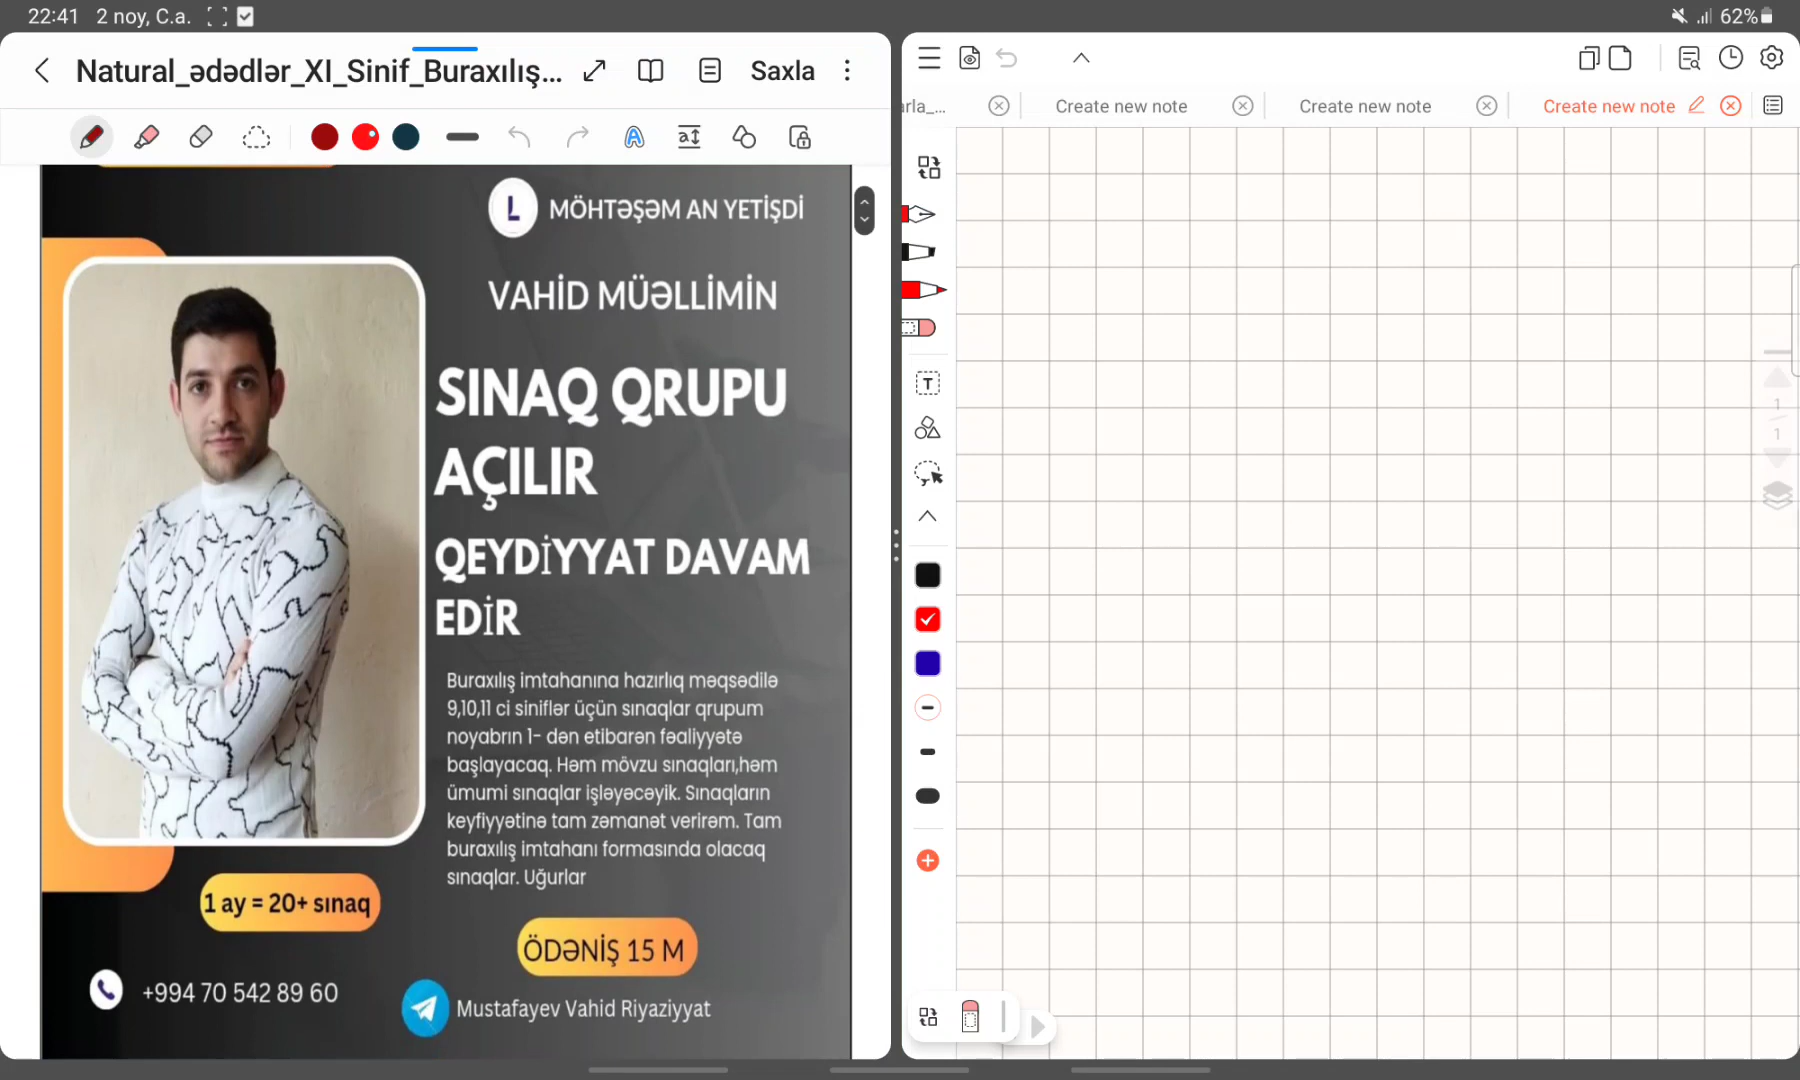 22:41 2 noy, C.a.
62%
Natural_ədədlər_XI_Sinif_Buraxılış...
Saxla
MÖHTƏŞƏM AN YETİŞDİ
VAHİD MÜƏLLİMİN
SINAQ QRUPU
AÇILIR
QEYDİYYAT DAVAM
EDİR
Buraxılış imtahanına hazırlıq məqsədilə
9,10,11 ci siniflər üçün sınaqlar qrupum
noyabrın 1- dən etibarən fəaliyyətə
başlayacaq. Həm mövzu sınaqları,həm
ümumi sınaqlar işləyəcəyik. Sınaqların
keyfiyyətinə tam zəmanət verirəm. Tam
buraxılış imtahanı formasında olacaq
sınaqlar. Uğurlar
1 ay = 20+ sınaq
ÖDƏNİŞ 15 M
+994 70 542 89 60
Mustafayev Vahid Riyaziyyat
arla_...
Create new note
Create new note
Create new note
T
1
1